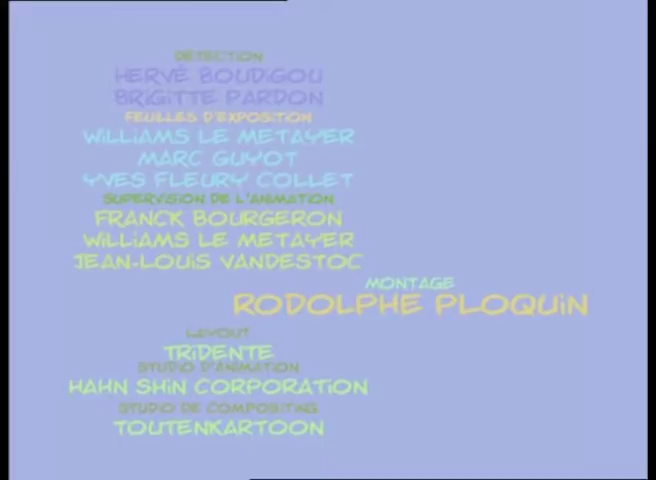 DETECTION
HERVÉ BOUDIGOU
BRIGITTE PARDON
FEUILLES D'EXPOSITION
WILLIAMS LE METAYER
MARC GUYOT
YVES FLEURY COLLET
SUPERVISION DE L'ANIMATION
FRANCK BOURGERON
WILLIAMS LE METAYER
JEAN-LOUIS VANDESTOC
MONTAGE
RODOLPHE PLOQUIN
LAYOUT
TRIDENTE
STUDIO D'ANIMATION
HAHN SHIN CORPORATION
STUDIO DE COMPOSITING
TOUTENKARTOON